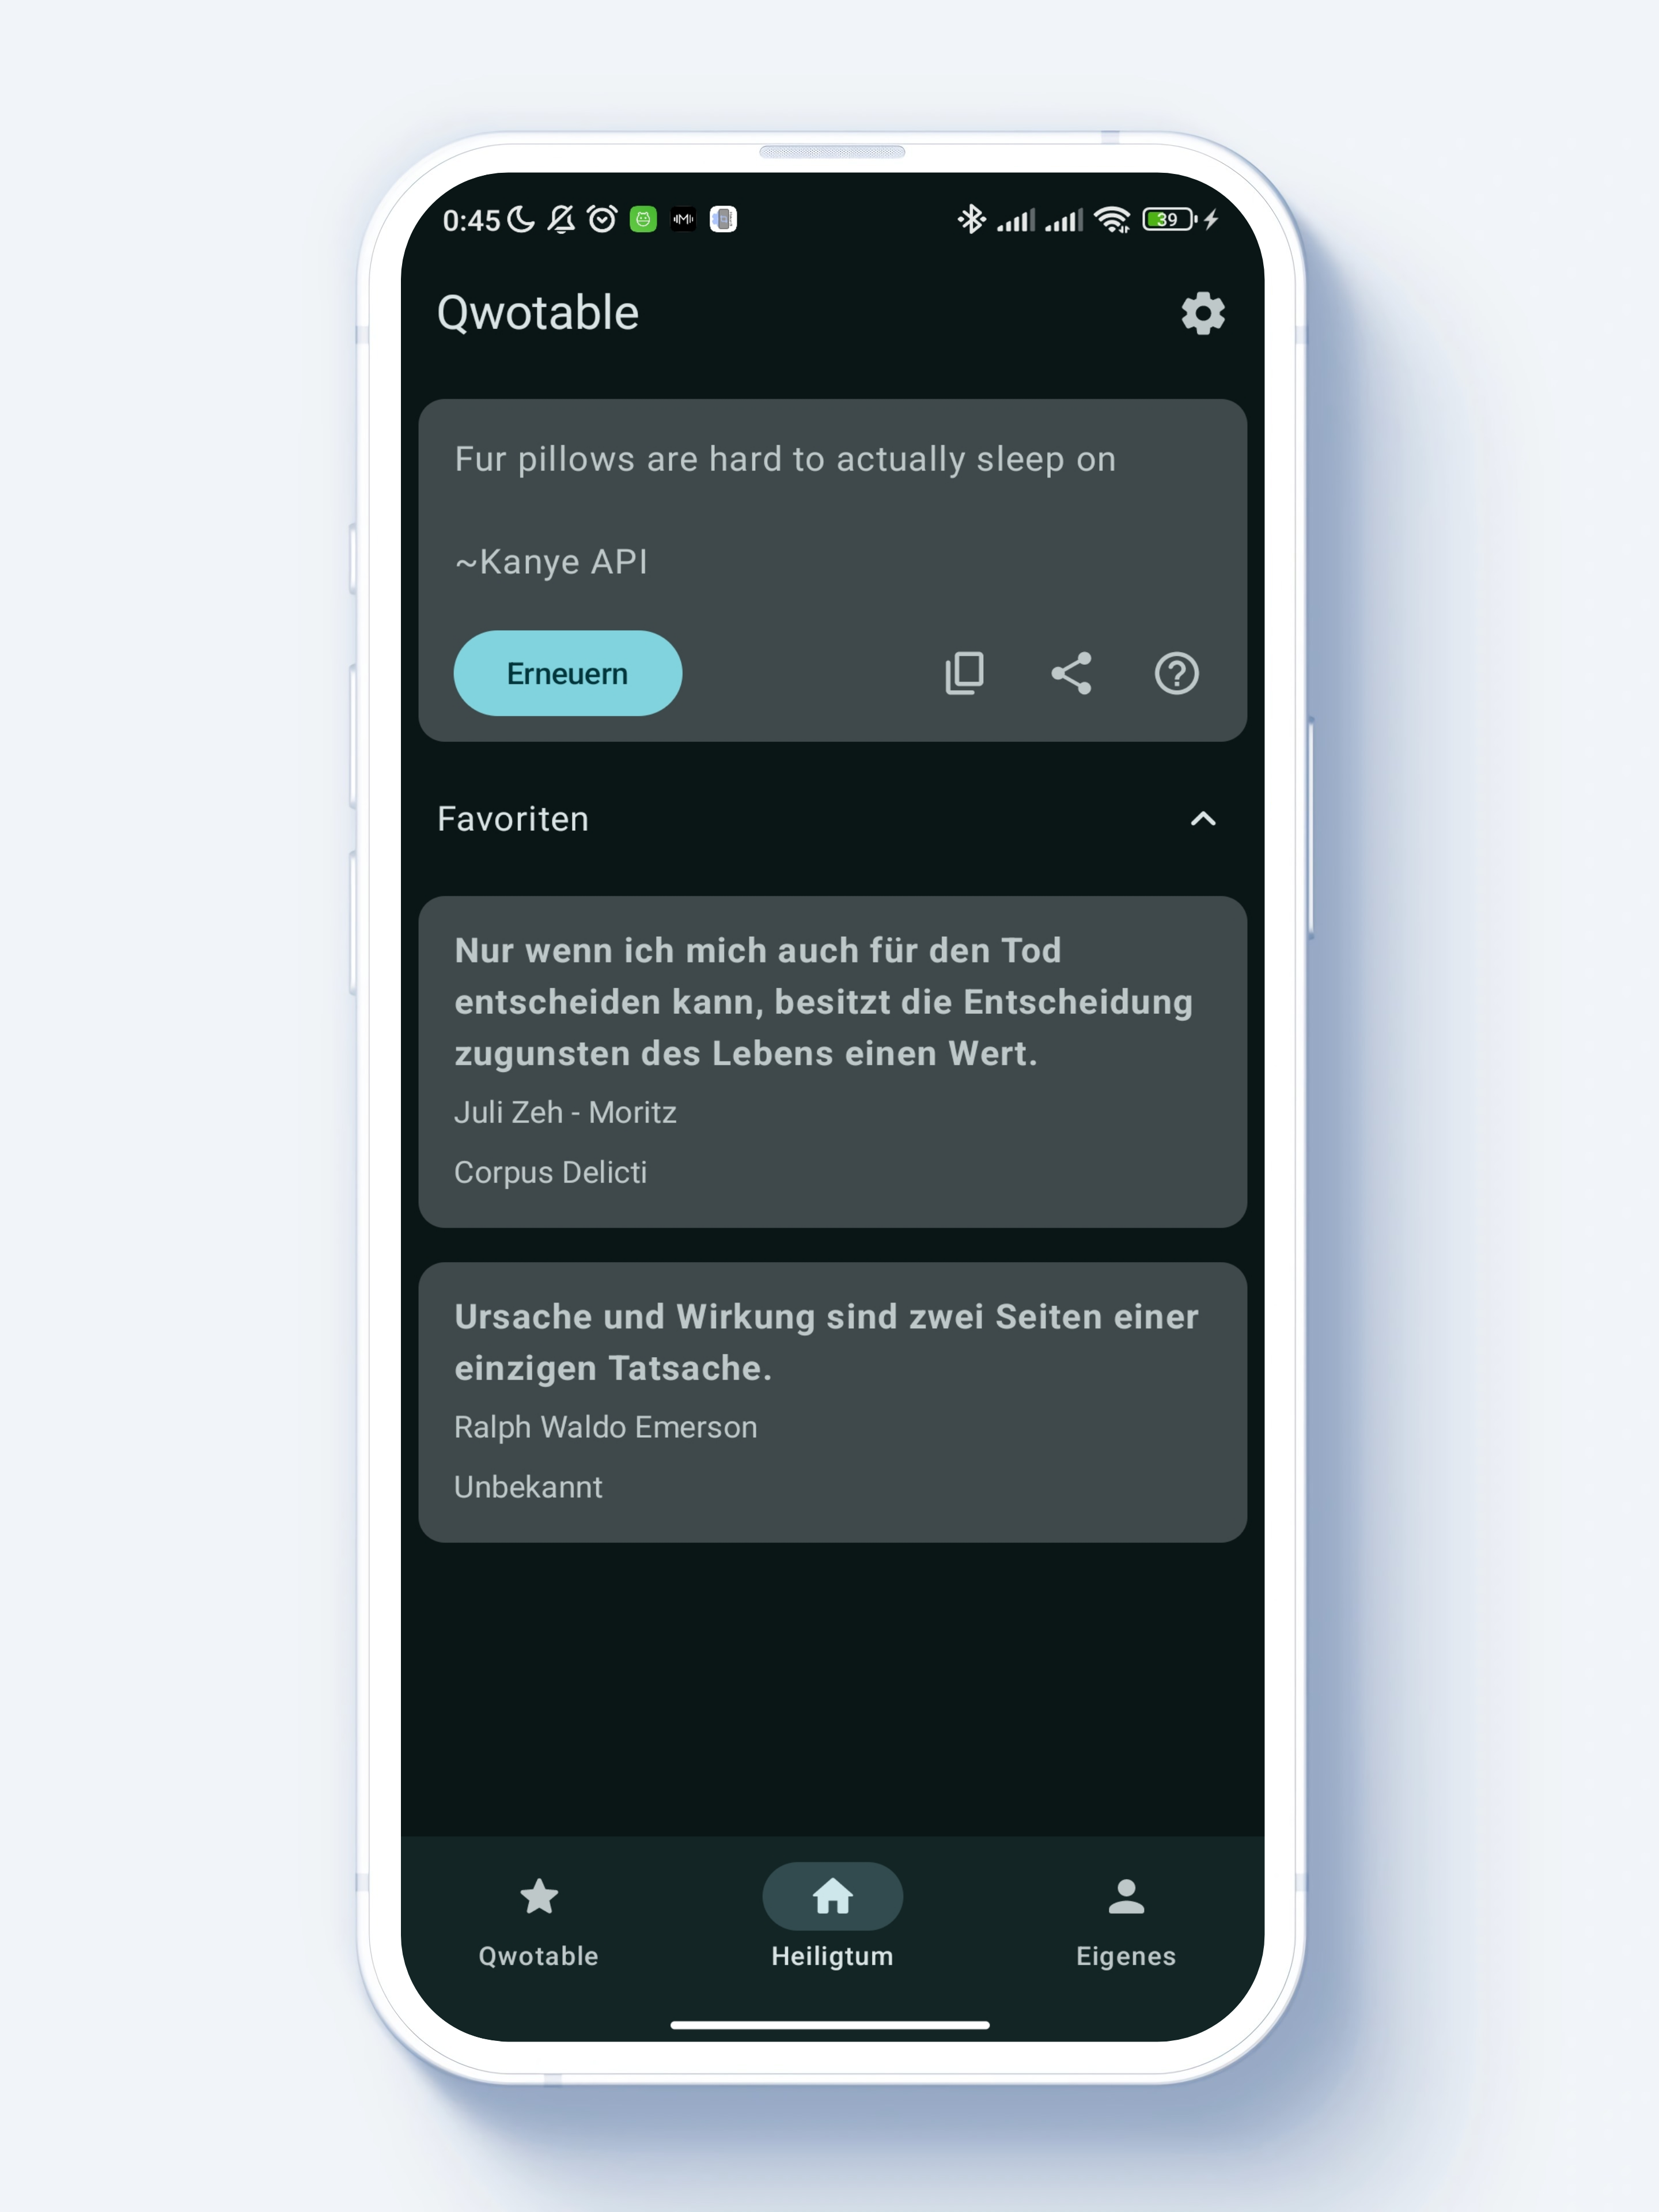 0:45
39
Qwotable
Fur pillows are hard to actually sleep on
~Kanye API
Erneuern
Favoriten
Nur wenn ich mich auch für den Tod
entscheiden kann, besitzt die Entscheidung
zugunsten des Lebens einen Wert.
Juli Zeh - Moritz
Corpus Delicti
Ursache und Wirkung sind zwei Seiten einer
einzigen Tatsache.
Ralph Waldo Emerson
Unbekannt
Qwotable
Heiligtum
Eigenes